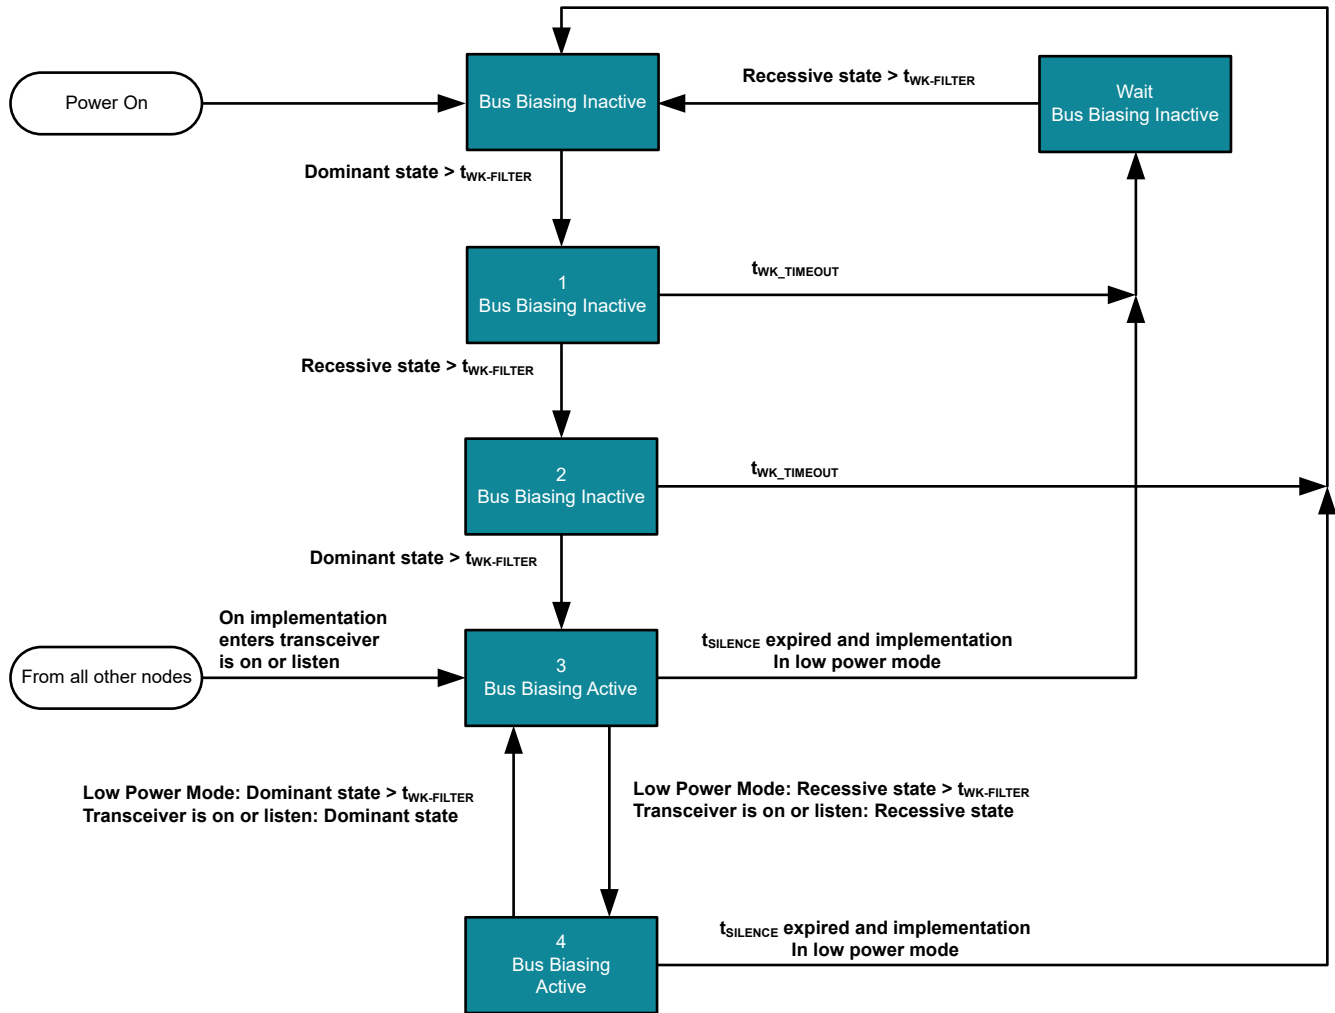 Power On
Bus Biasing Inactive
Recessive state > tWK-FILTER
Wait
Bus Biasing Inactive
Dominant state > tWK-FILTER
1
Bus Biasing Inactive
tWK_TIMEOUT
Recessive state > tWK-FILTER
2
Bus Biasing Inactive
tWK_TIMEOUT
Dominant state > tWK-FILTER
On implementation
enters transceiver
is on or listen
From all other nodes
3
Bus Biasing Active
tSILENCE expired and implementation
In low power mode
Low Power Mode: Dominant state > tWK-FILTER
Transceiver is on or listen: Dominant state
Low Power Mode: Recessive state > tWK-FILTER
Transceiver is on or listen: Recessive state
4
Bus Biasing
Active
tSILENCE expired and implementation
In low power mode